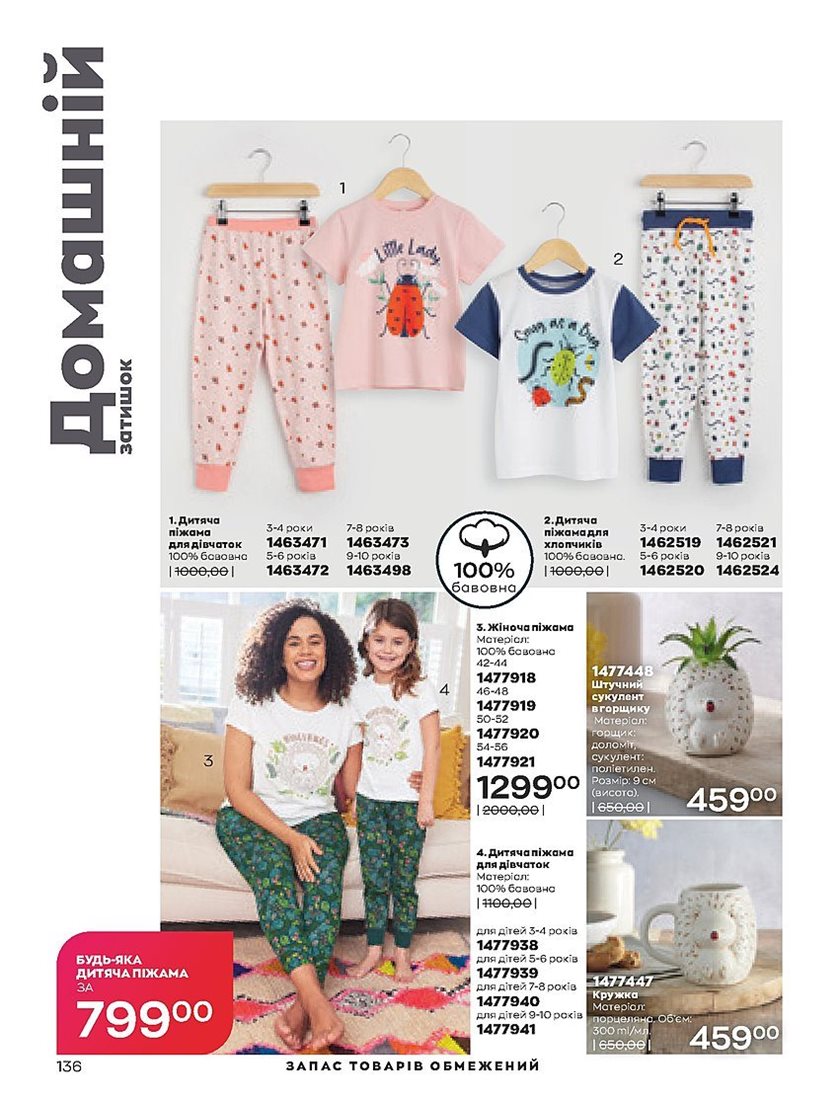 Домашній
затишок
1
Little Lady
2
Snug as a Bug
1. Дитяча
піжама
для дівчаток
100% бавовна
|1000,00|
3-4 роки
1463471
5-6 років
1463472
7-8 років
1463473
9-10 років
1463498
100%
бавовна
2. Дитяча
піжама для
хлопчиків
100% бавовна.
|1000,00|
3-4 роки
1462519
5-6 років
1462520
7-8 років
1462521
9-10 років
1462524
3
4
3. Жіноча піжама
Матеріал:
100% бавовна
42-44
1477918
46-48
1477919
50-52
1477920
54-56
1477921
1299⁰⁰
|2000,00|
4. Дитяча піжама
для дівчаток
Матеріал:
100% бавовна
|1100,00|
для дітей 3-4 років
1477938
для дітей 5-6 років
1477939
для дітей 7-8 років
1477940
для дітей 9-10 років
1477941
1477448
Штучний
сукулент
в горщику
Матеріал:
горщик:
доломіт,
сукулент:
поліетилен.
Розмір: 9 см
(висота).
|650,00|
459⁰⁰
1477447
Кружка
Матеріал:
порцеляна. Об'єм:
300 ml/мл.
|650,00|
459⁰⁰
БУДЬ-ЯКА
ДИТЯЧА ПІЖАМА
ЗА
799⁰⁰
136
ЗАПАС ТОВАРІВ ОБМЕЖЕНИЙ